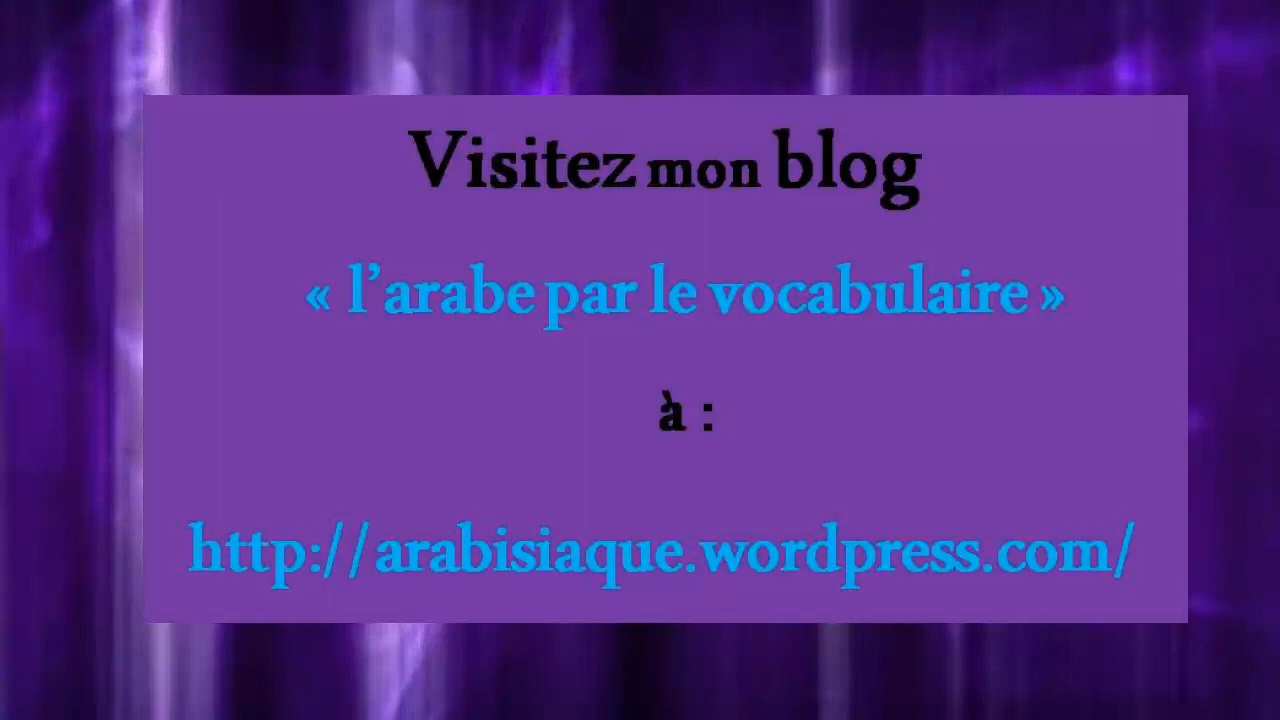 Visitez mon blog
« l’arabe par le vocabulaire »
à :
http://arabisiaque.wordpress.com/